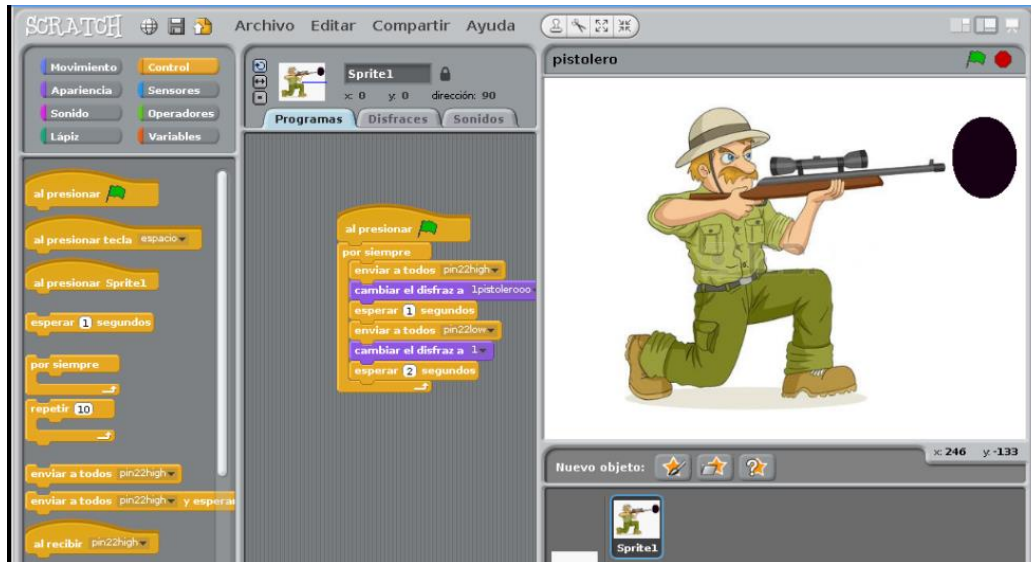 SCRATCH Archivo Editar Compartir Ayuda
Movimiento Control
Apariencia Sensores
Sonido Operadores
Lápiz Variables
al presionar
al presionar tecla espacio
al presionar Sprite1
esperar 1 segundos
por siempre
repetir 10
enviar a todos pin22high
enviar a todos pin22high y esperar
al recibir pin22high
Sprite1
x: 0 y: 0 dirección: 90
Programas Disfraces Sonidos
al presionar
por siempre
enviar a todos pin22high
cambiar el disfraz a 1pistolerooo
esperar 1 segundos
enviar a todos pin22low
cambiar el disfraz a 1
esperar 2 segundos
pistolero
x: 246 y: -133
Nuevo objeto:
Sprite1